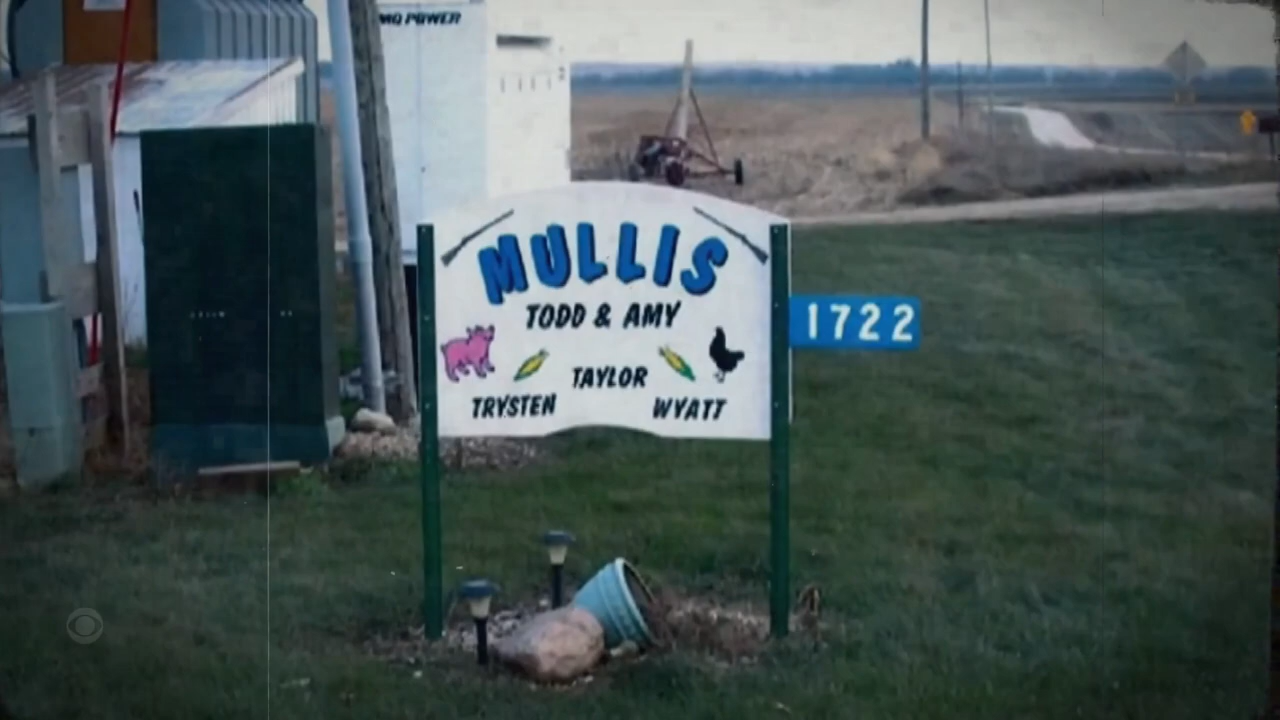 MQ POWER
MULLIS
TODD & AMY
TAYLOR
TRYSTEN WYATT
1722